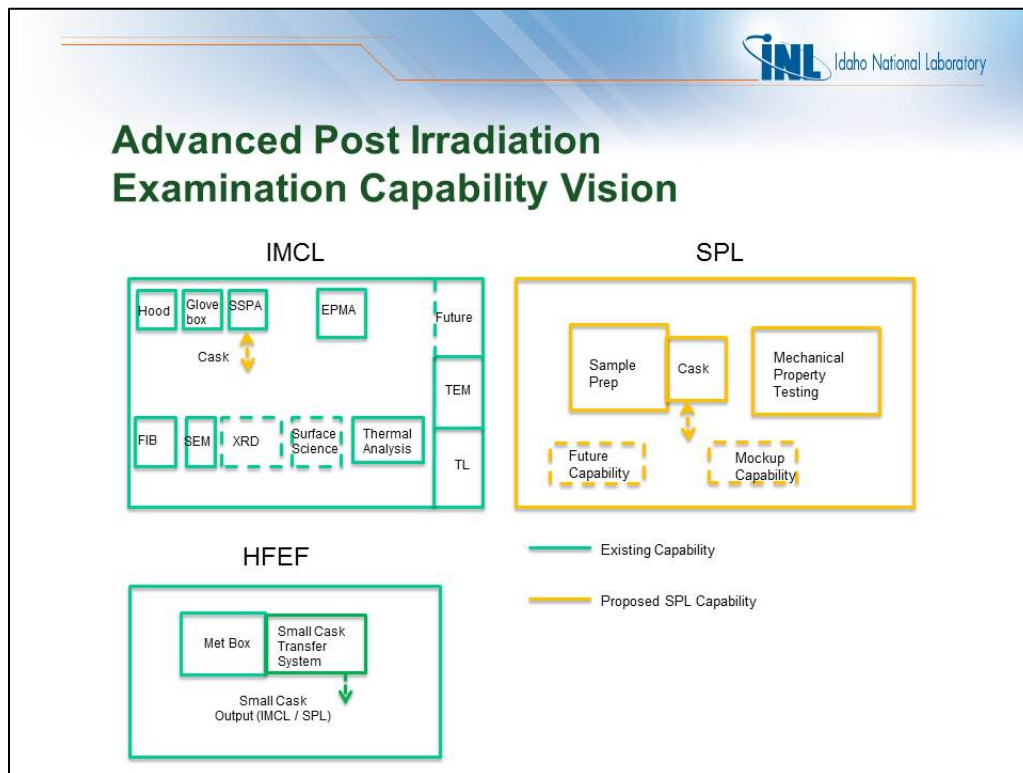 INL Idaho National Laboratory
Advanced Post Irradiation
Examination Capability Vision
IMCL
Hood
Glove
box
SSPA
EPMA
Future
Cask
TEM
FIB
SEM
XRD
Surface
Science
Thermal
Analysis
TL
SPL
Sample
Prep
Cask
Mechanical
Property
Testing
Future
Capability
Mockup
Capability
HFEF
Met Box
Small Cask
Transfer
System
Small Cask
Output (IMCL / SPL)
Existing Capability
Proposed SPL Capability